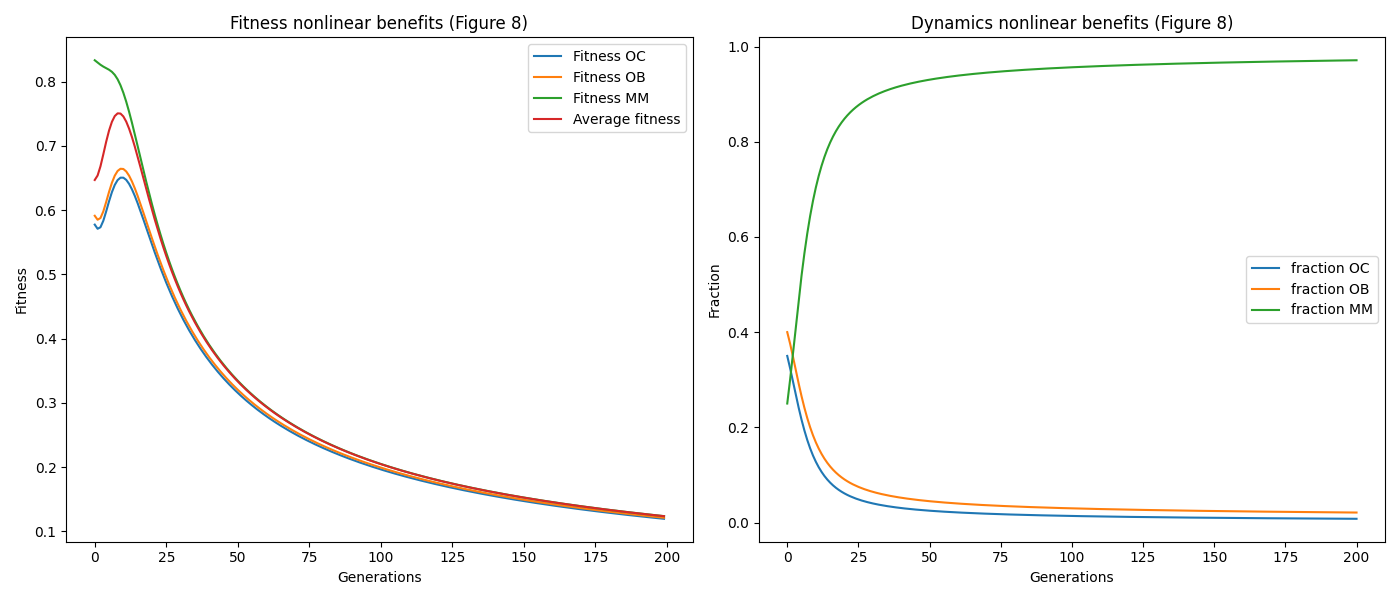 Fitness nonlinear benefits (Figure 8)
Fitness OC
Fitness OB
Fitness MM
Average fitness
0.8
0.7
0.6
0.5
0.4
0.3
0.2
0.1
Fitness
0 25 50 75 100 125 150 175 200
Generations
Dynamics nonlinear benefits (Figure 8)
1.0
0.8
0.6
0.4
0.2
0.0
Fraction
fraction OC
fraction OB
fraction MM
0 25 50 75 100 125 150 175 200
Generations